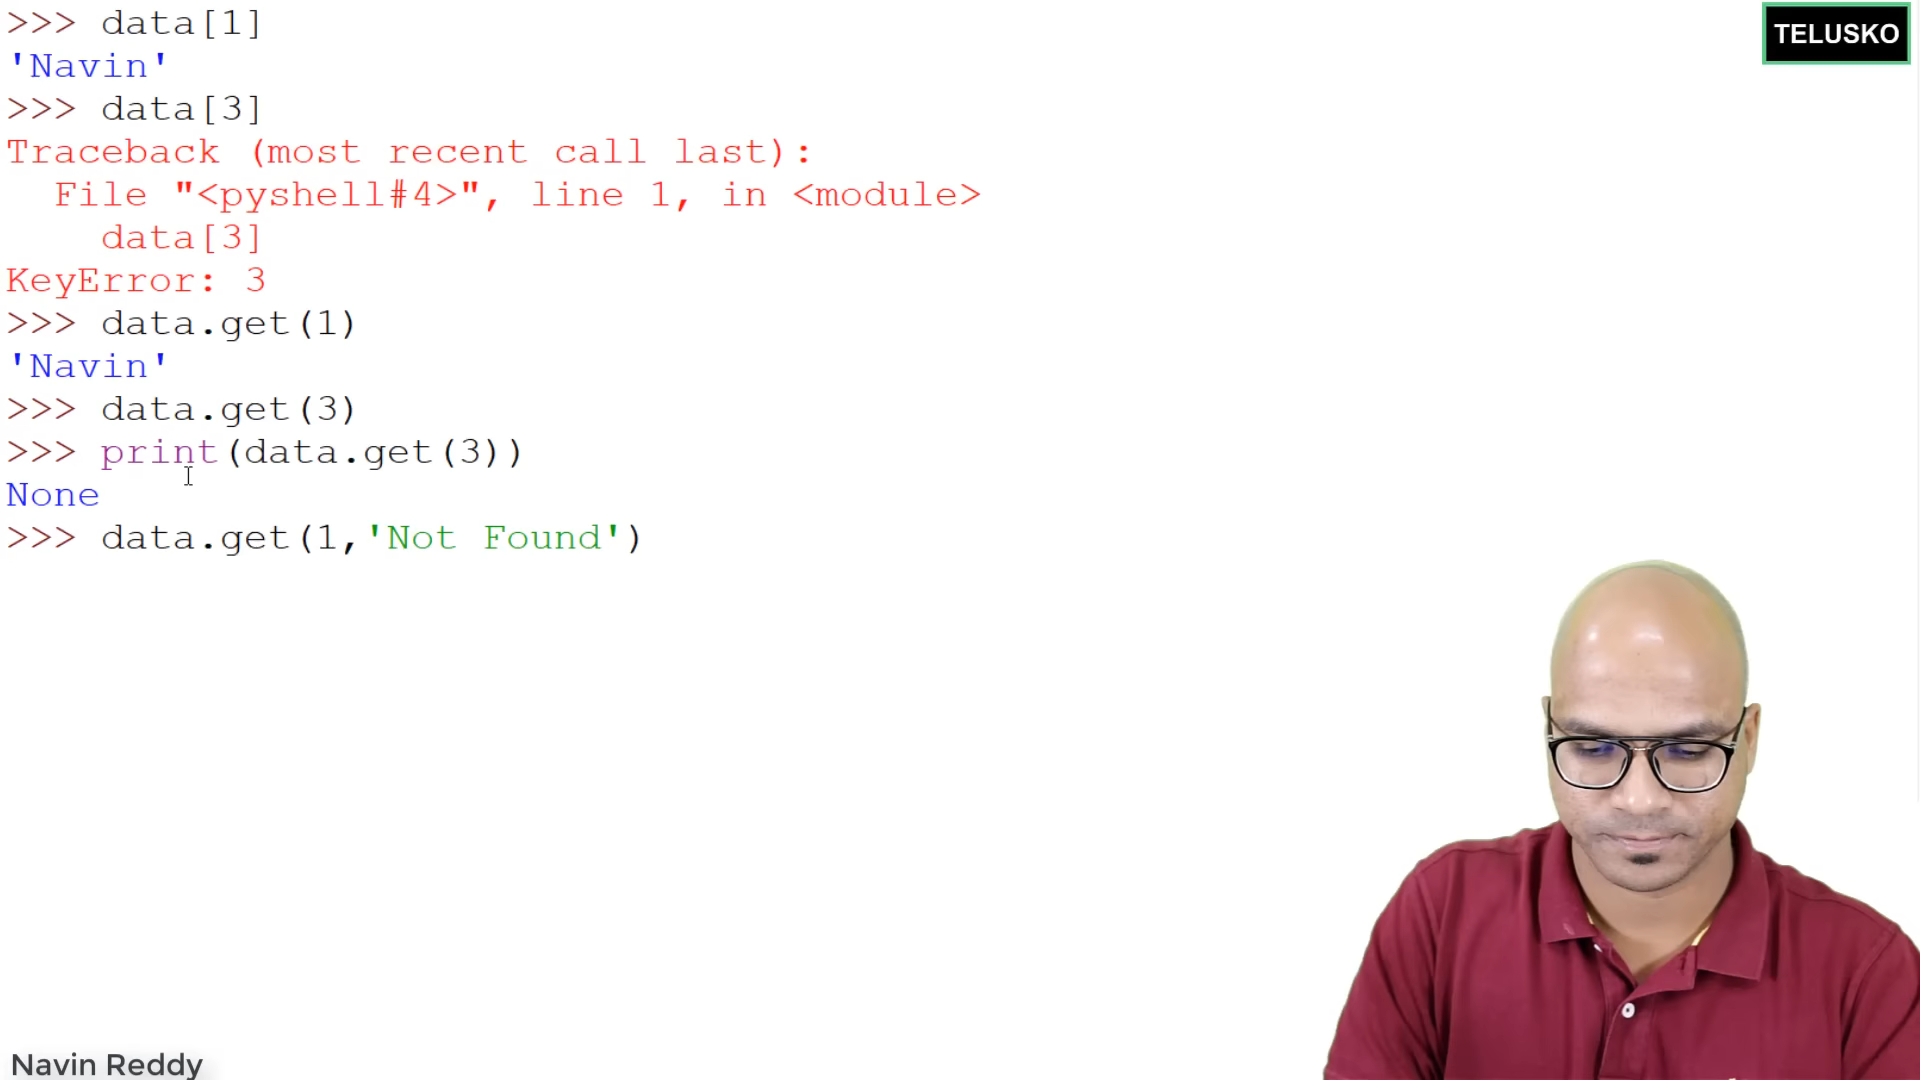 >>> data[1]
'Navin'
>>> data[3]
Traceback (most recent call last):
  File "<pyshell#4>", line 1, in <module>
    data[3]
KeyError: 3
>>> data.get(1)
'Navin'
>>> data.get(3)
>>> print(data.get(3))
None
>>> data.get(1,'Not Found')
TELUSKO
Navin Reddy